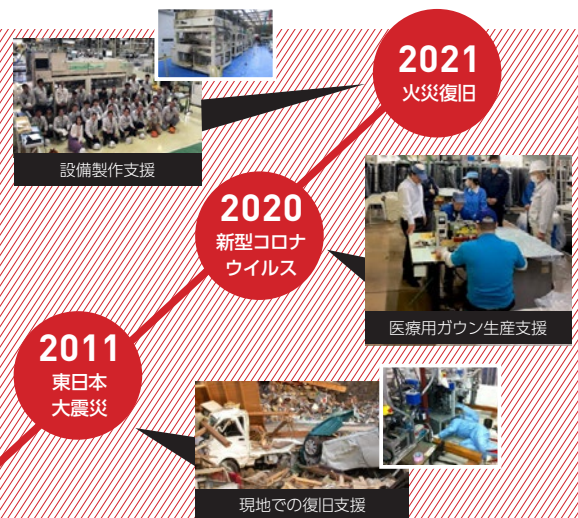 2021
火災復旧
設備製作支援
2020
新型コロナ
ウイルス
医療用ガウン生産支援
2011
東日本
大震災
現地での復旧支援